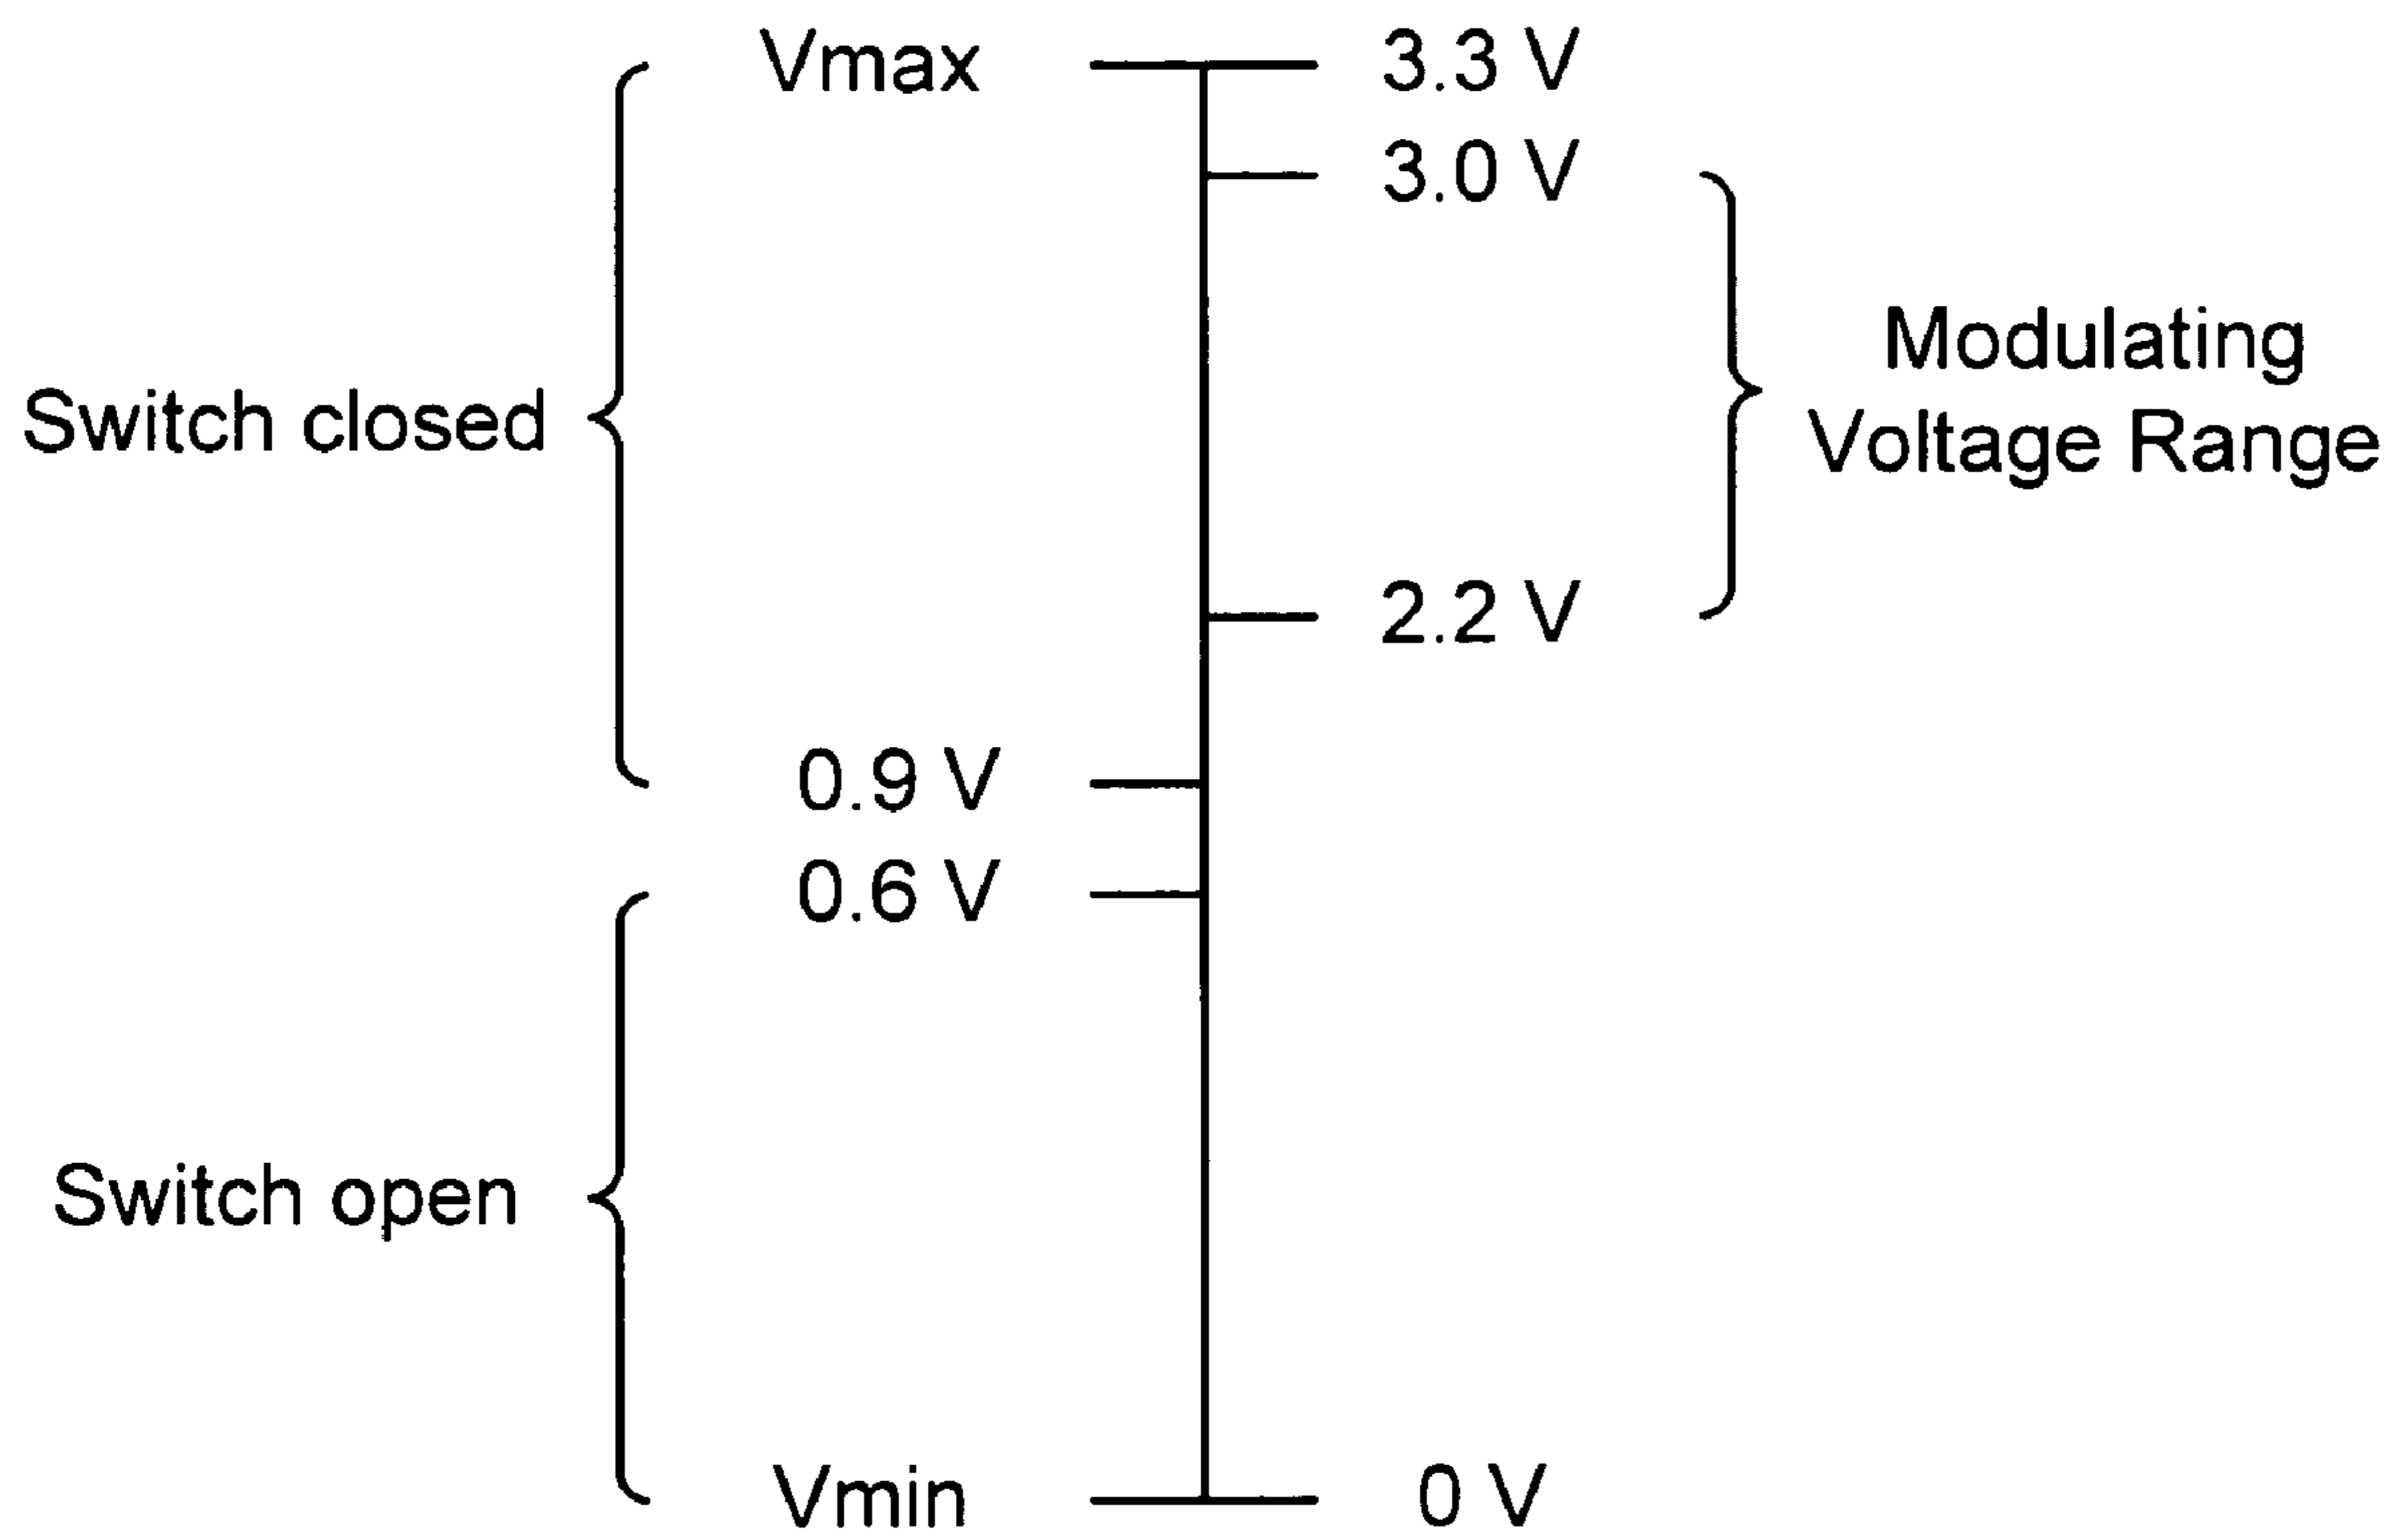 Vmax 3.3 V
3.0 V
Modulating
Voltage Range
Switch closed
2.2 V
0.9 V
0.6 V
Switch open
Vmin 0 V